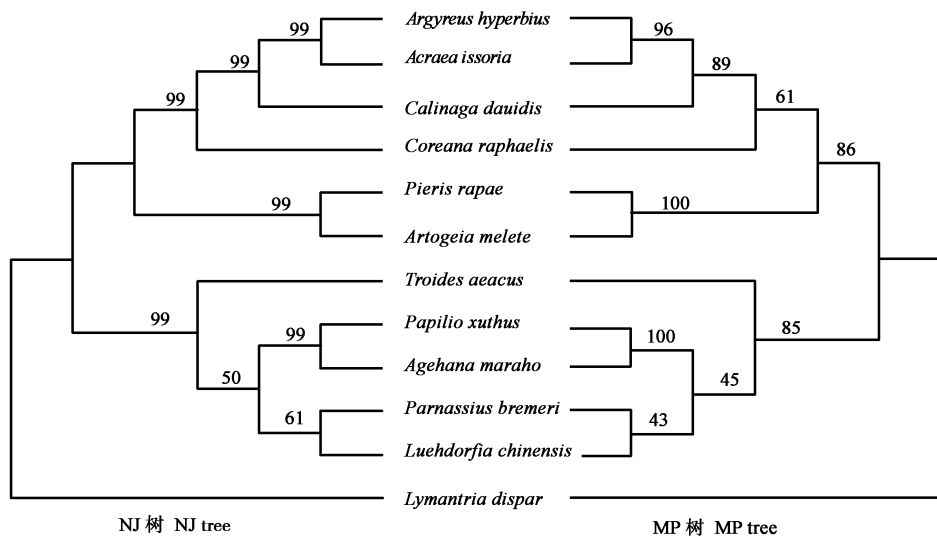 Argyreus hyperbius
99
96
Acraea issoria
99
89
Calinaga dauidis
99
61
Coreana raphaelis
86
Pieris rapae
99
100
Artogeia melete
Troides aeacus
99
Papilio xuthus
85
99
100
Agehana maraho
50
45
Parnassius bremeri
61
43
Luehdorfia chinensis
Lymantria dispar
NJ 树 NJ tree
MP 树 MP tree